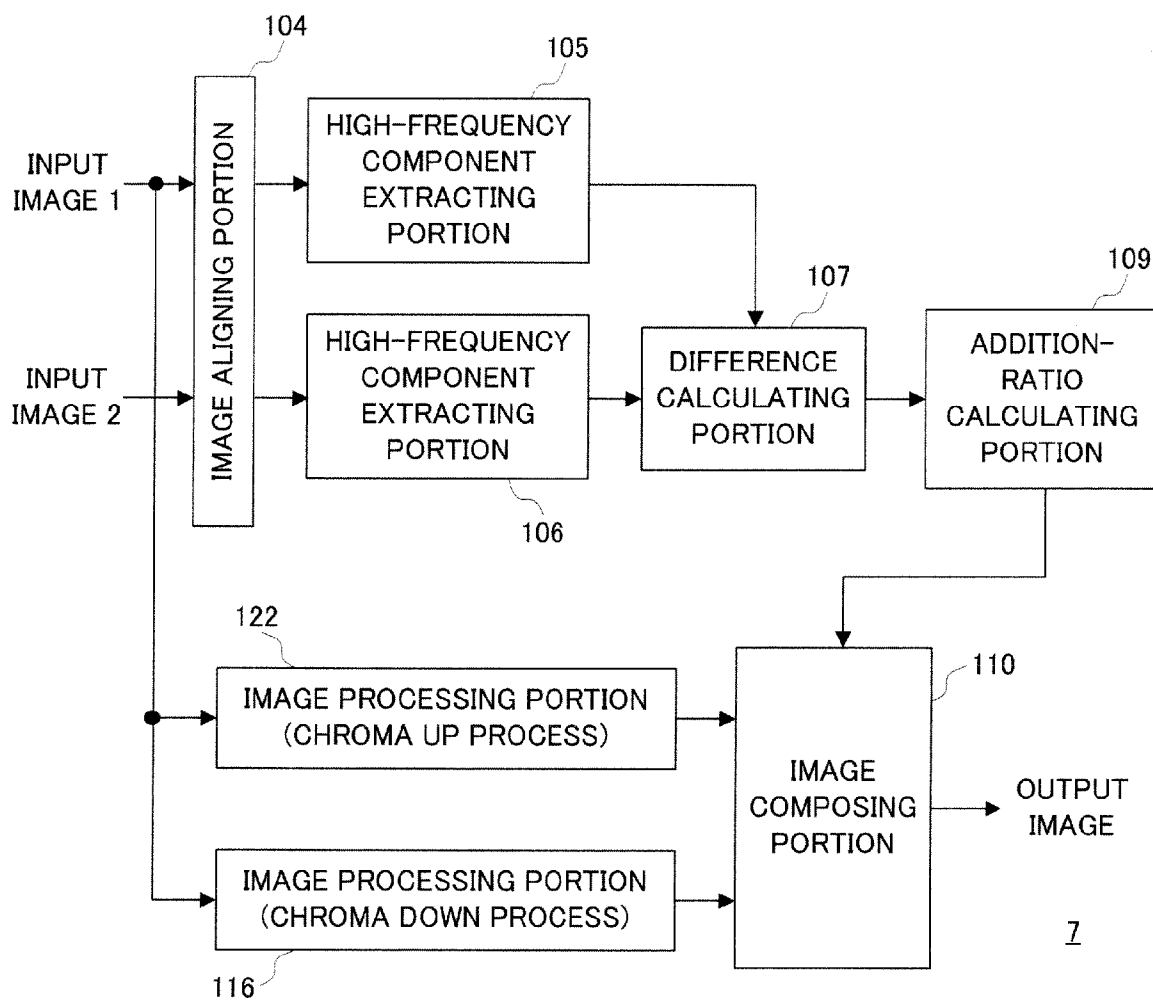 104
105
INPUT
IMAGE 1
IMAGE ALIGNING PORTION
HIGH-FREQUENCY
COMPONENT
EXTRACTING
PORTION
107
109
INPUT
IMAGE 2
HIGH-FREQUENCY
COMPONENT
EXTRACTING
PORTION
106
DIFFERENCE
CALCULATING
PORTION
ADDITION-
RATIO
CALCULATING
PORTION
122
IMAGE PROCESSING PORTION
(CHROMA UP PROCESS)
110
IMAGE
COMPOSING
PORTION
OUTPUT
IMAGE
IMAGE PROCESSING PORTION
(CHROMA DOWN PROCESS)
116
7